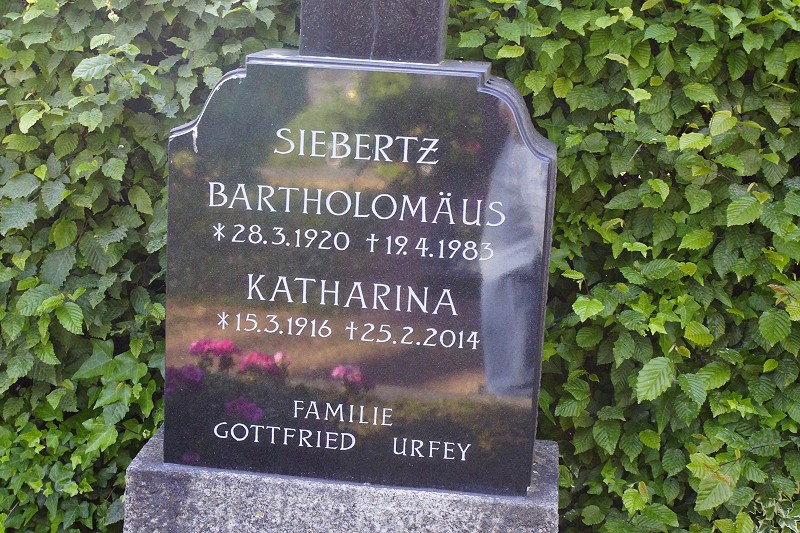 SIEBERTZ
BARTHOLOMÄUS
*28.3.1920 †19.4.1983
KATHARINA
*15.3.1916 †25.2.2014
FAMILIE
GOTTFRIED URFEY